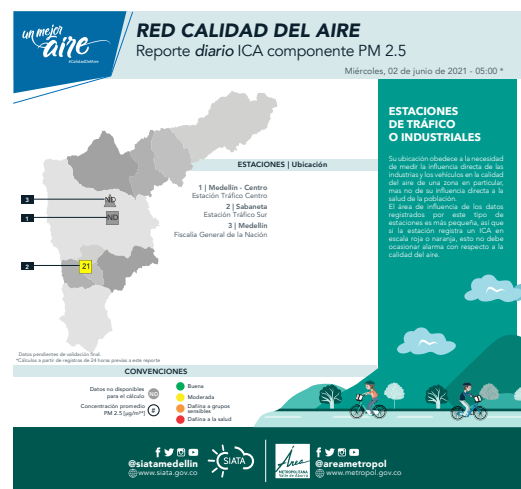 un mejor
aire
#CalidadDelAire
RED CALIDAD DEL AIRE
Reporte diario ICA componente PM 2.5
Miércoles, 02 de junio de 2021 - 05:00 *
ESTACIONES | Ubicación
1 | Medellín - Centro
Estación Tráfico Centro
2 | Sabaneta
Estación Tráfico Sur
3 | Medellín
Fiscalía General de la Nación
3
ND
1
ND
2
21
Datos pendientes de validación final.
*Cálculos a partir de registros de 24 horas previas a este reporte
ESTACIONES
DE TRÁFICO
O INDUSTRIALES
Su ubicación obedece a la necesidad
de medir la influencia directa de las
industrias y los vehículos en la calidad
del aire de una zona en particular,
mas no de su influencia directa a la
salud de la población.
El área de influencia de los datos
registrados por este tipo de
estaciones es más pequeña, así que
si la estación registra un ICA en
escala roja o naranja, esto no debe
ocasionar alarma con respecto a la
calidad del aire.
CONVENCIONES
Datos no disponibles
para el cálculo
ND
Concentración promedio
PM 2.5 (µg/m³)
#
Buena
Moderada
Dañina a grupos
sensibles
Dañina a la salud
@siatamedellin
www.siata.gov.co
SIATA
Área
METROPOLITANA
Valle de Aburrá
@areametropol
www.metropol.gov.co